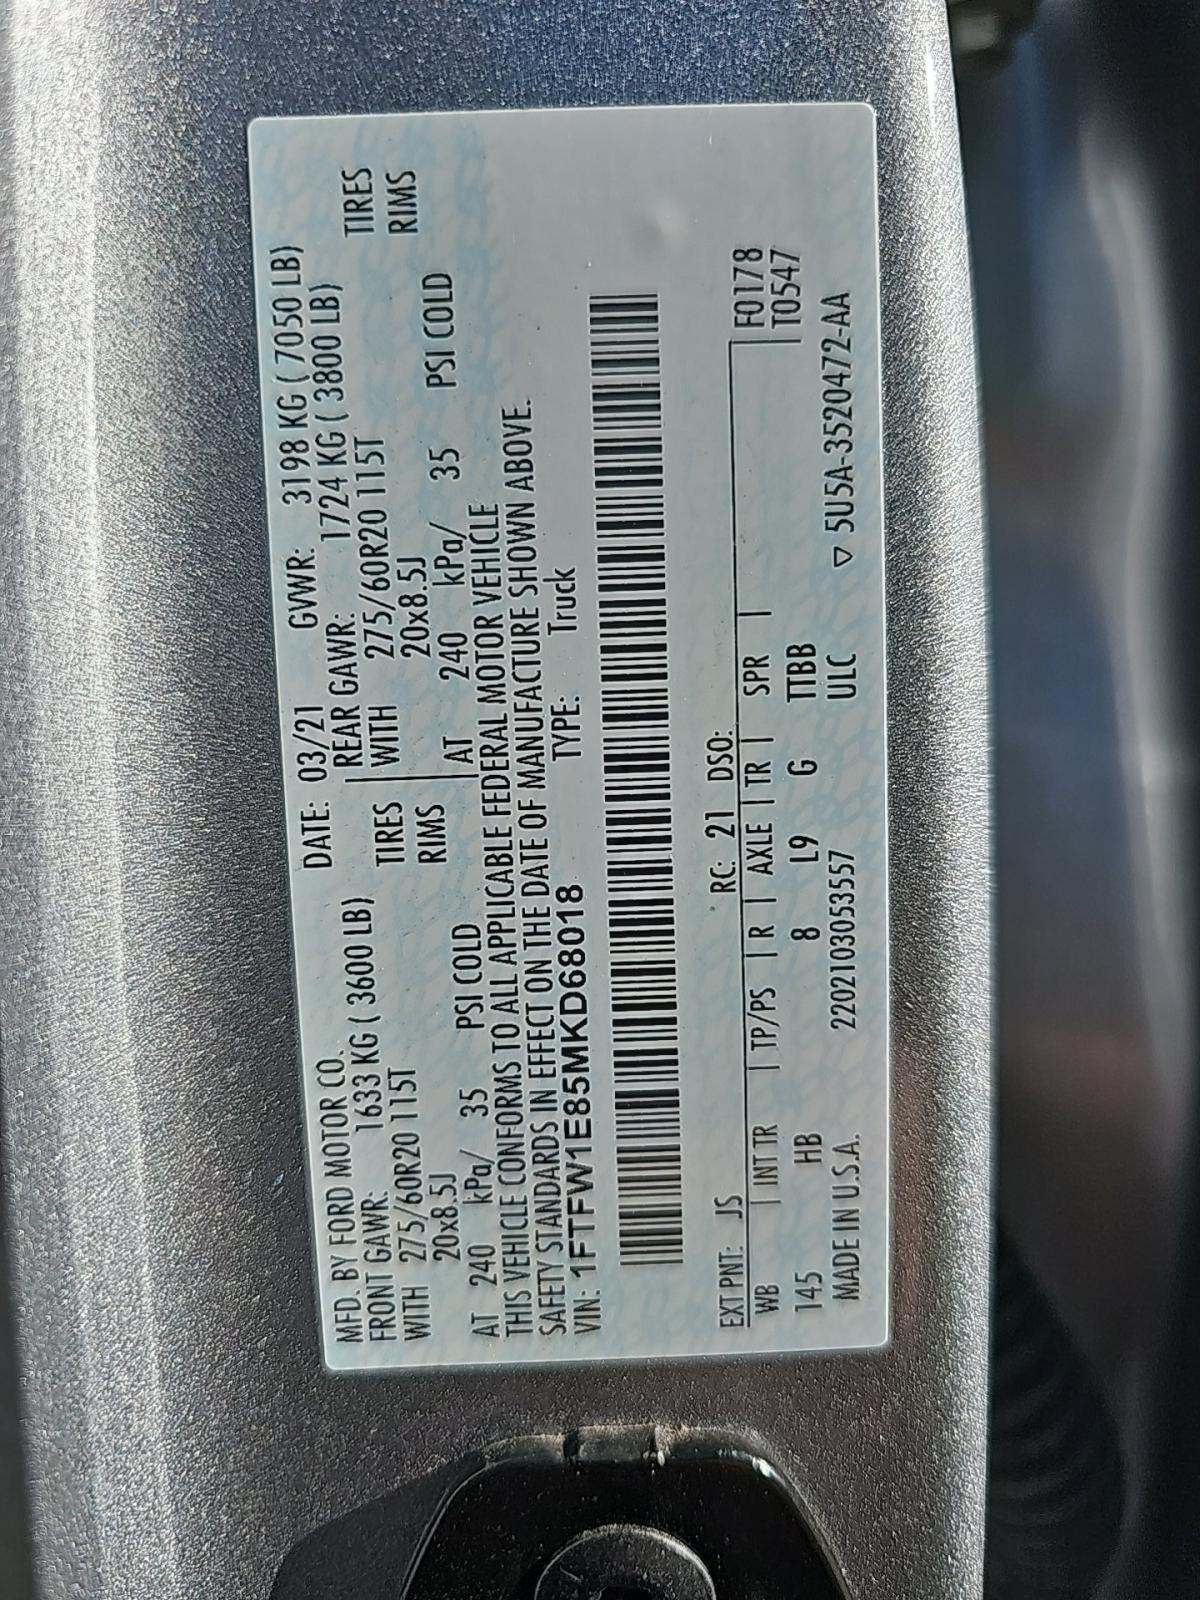 MFD. BY FORD MOTOR CO. DATE: 03/21 GVWR: 3198 KG ( 7050 LB)
FRONT GAWR: 1633 KG ( 3600 LB) REAR GAWR: 1724 KG ( 3800 LB)
WITH 275/60R20 115T TIRES WITH 275/60R20 115T TIRES
20x8.5J RIMS 20x8.5J RIMS
AT 240 kPa/ 35 PSI COLD AT 240 kPa/ 35 PSI COLD
THIS VEHICLE CONFORMS TO ALL APPLICABLE FEDERAL MOTOR VEHICLE
SAFETY STANDARDS IN EFFECT ON THE DATE OF MANUFACTURE SHOWN ABOVE.
VIN: 1FTFW1E85MKD68018 TYPE: Truck
EXT PNT: JS RC: 21 DSO: F0178
WB INT TR TP/PS R AXLE TR SPR T0547
145 HB 8 L9 G TTBB
MADE IN U.S.A. 220210305355​7 ULC ▽ 5U5A-3520472-AA